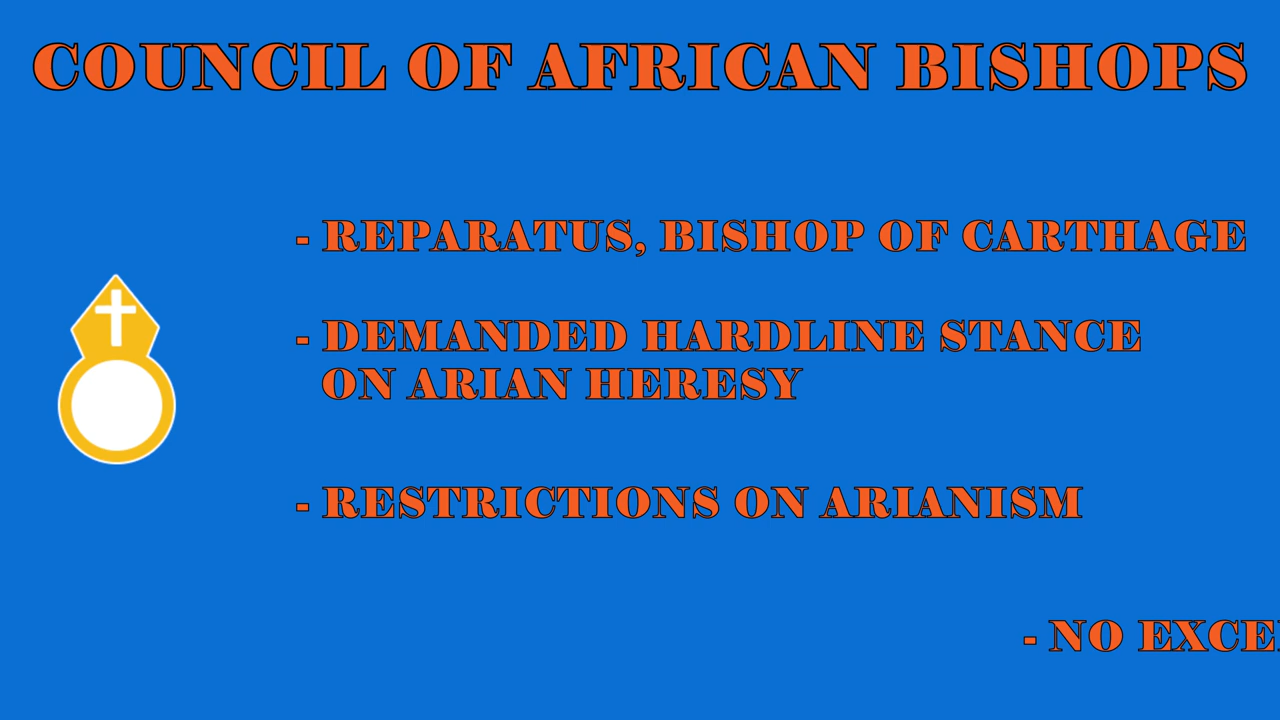 COUNCIL OF AFRICAN BISHOPS
- REPARATUS, BISHOP OF CARTHAGE
- DEMANDED HARDLINE STANCE
ON ARIAN HERESY
- RESTRICTIONS ON ARIANISM
- NO